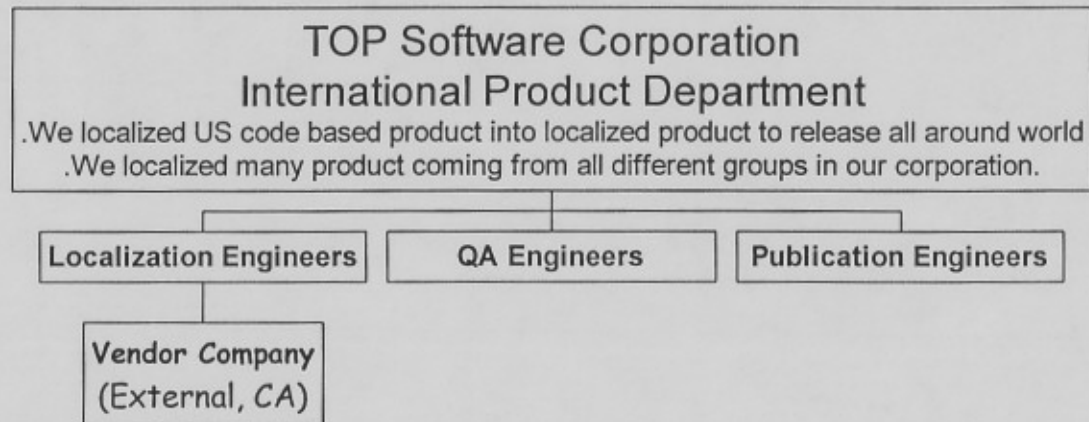 TOP Software Corporation
International Product Department
.We localized US code based product into localized product to release all around world
.We localized many product coming from all different groups in our corporation.
Localization Engineers
QA Engineers
Publication Engineers
Vendor Company
(External, CA)